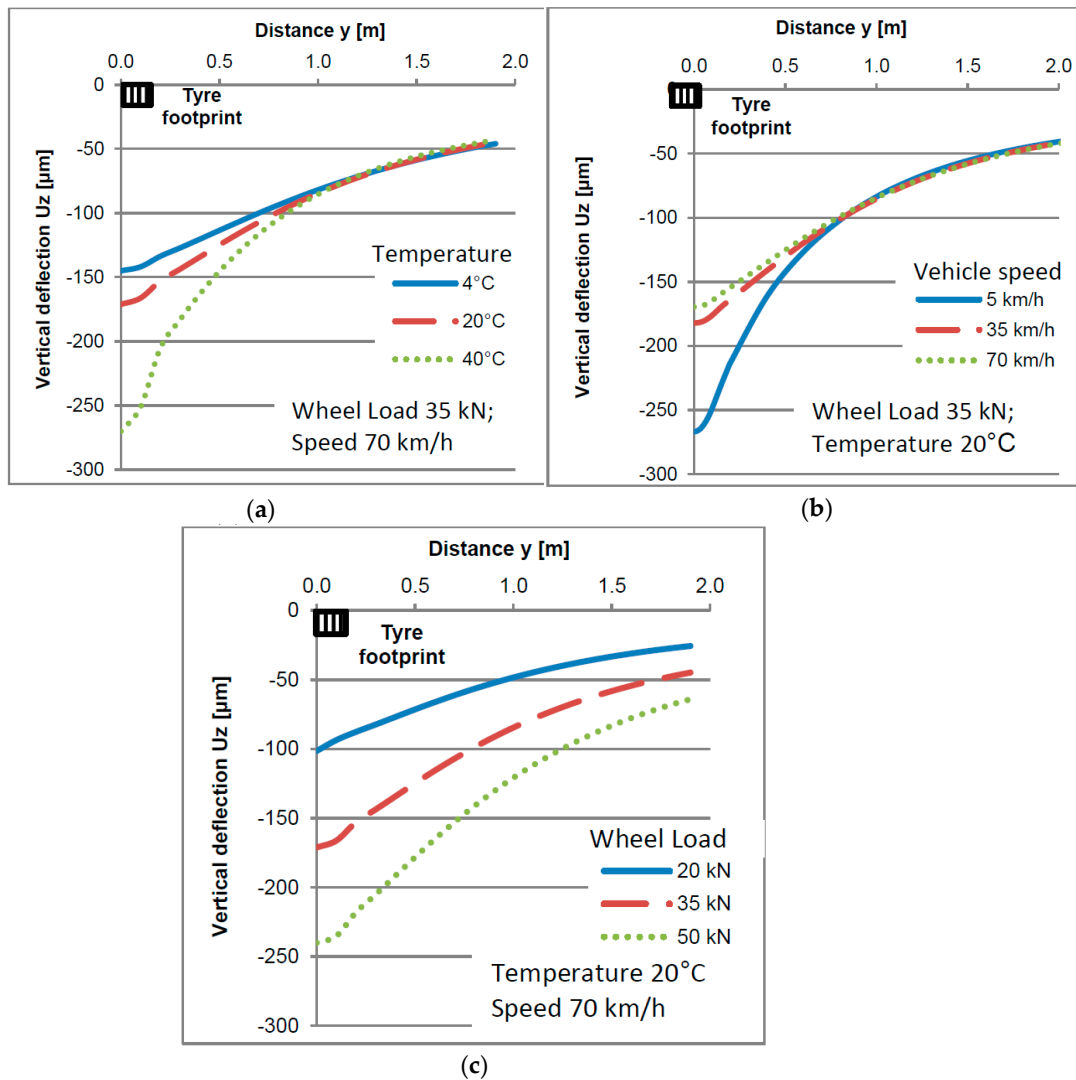 Distance y [m]
0.0 0.5 1.0 1.5 2.0
0
-50
-100
-150
-200
-250
-300
Vertical deflection Uz [µm]
Tyre
footprint
Temperature
4°C
20°C
40°C
Wheel Load 35 kN;
Speed 70 km/h
(a)
Distance y [m]
0.0 0.5 1.0 1.5 2.0
-50
-100
-150
-200
-250
-300
Vertical deflection Uz [µm]
Tyre
footprint
Vehicle speed
5 km/h
35 km/h
70 km/h
Wheel Load 35 kN;
Temperature 20°C
(b)
Distance y [m]
0.0 0.5 1.0 1.5 2.0
0
-50
-100
-150
-200
-250
-300
Vertical deflection Uz [µm]
Tyre
footprint
Wheel Load
20 kN
35 kN
50 kN
Temperature 20°C
Speed 70 km/h
(c)